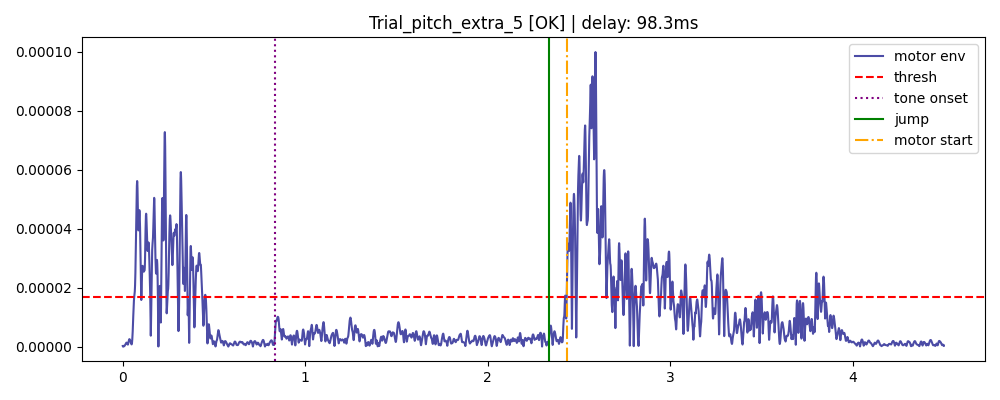 Trial_pitch_extra_5 [OK] | delay: 98.3ms
0.00010
0.00008
0.00006
0.00004
0.00002
0.00000
motor env
thresh
tone onset
jump
motor start
0
1
2
3
4